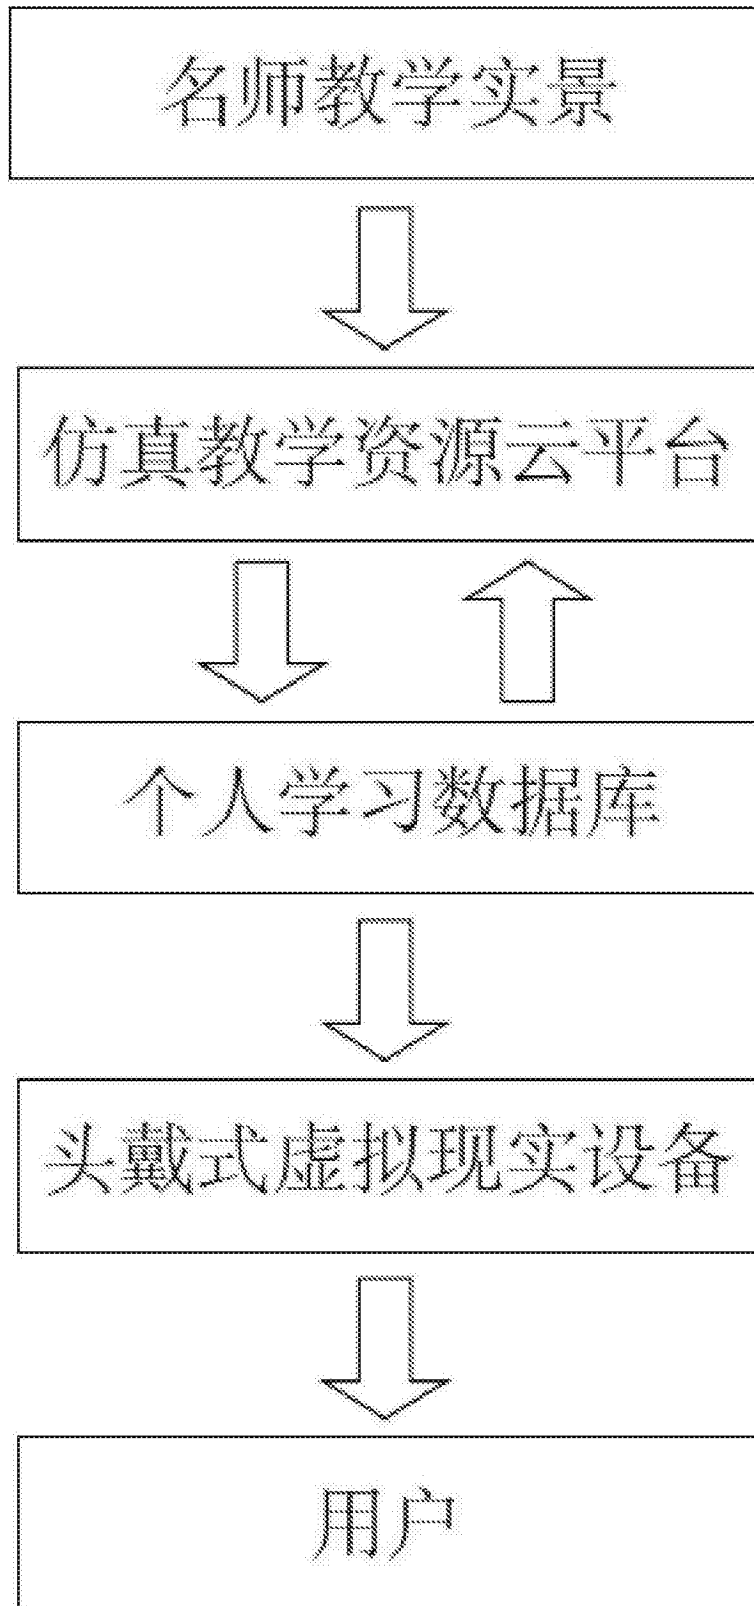 名师教学实景
仿真教学资源云平台
个人学习数据库
头戴式虚拟现实设备
用户